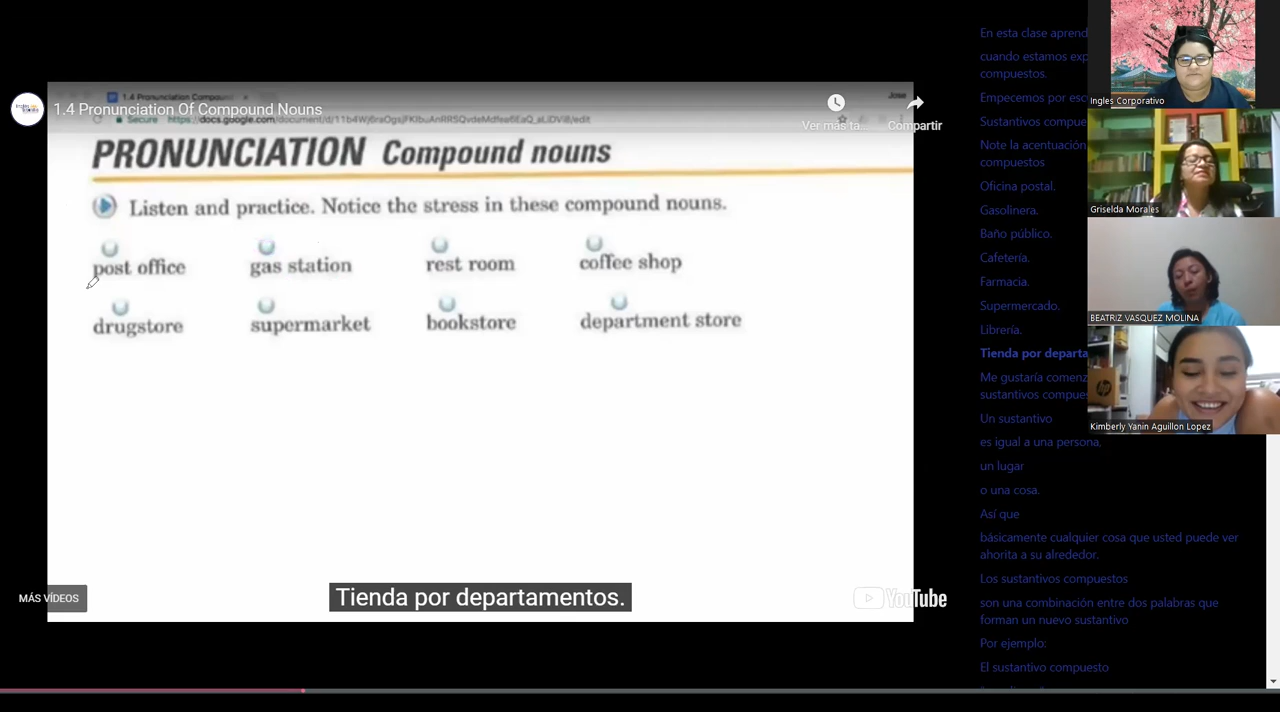 1.4 Pronunciation Of Compound Nouns
Ver más ta...
Compartir
PRONUNCIATION Compound nouns
Listen and practice. Notice the stress in these compound nouns.
post office gas station rest room coffee shop
drugstore supermarket bookstore department store
MÁS VÍDEOS
Tienda por departamentos.
YouTube
En esta clase aprend
cuando estamos exp
compuestos.
Empecemos por esc
Sustantivos compue
Note la acentuación
compuestos
Oficina postal.
Gasolinera.
Baño público.
Cafetería.
Farmacia.
Supermercado.
Librería.
Tienda por departa
Me gustaría comenz
sustantivos compues
Un sustantivo
es igual a una persona,
un lugar
o una cosa.
Así que
básicamente cualquier cosa que usted puede ver
ahorita a su alrededor.
Los sustantivos compuestos
son una combinación entre dos palabras que
forman un nuevo sustantivo
Por ejemplo:
El sustantivo compuesto
Ingles Corporativo
Griselda Morales
BEATRIZ VASQUEZ MOLINA
Kimberly Yanin Aguillon Lopez